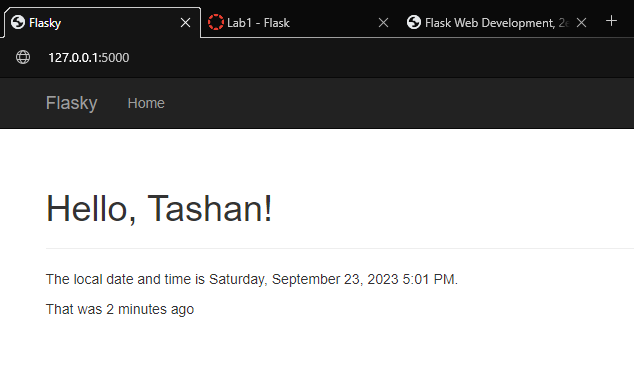 Flasky
Lab1 - Flask
Flask Web Development, 2e
127.0.0.1:5000
Flasky Home
Hello, Tashan!
The local date and time is Saturday, September 23, 2023 5:01 PM.
That was 2 minutes ago